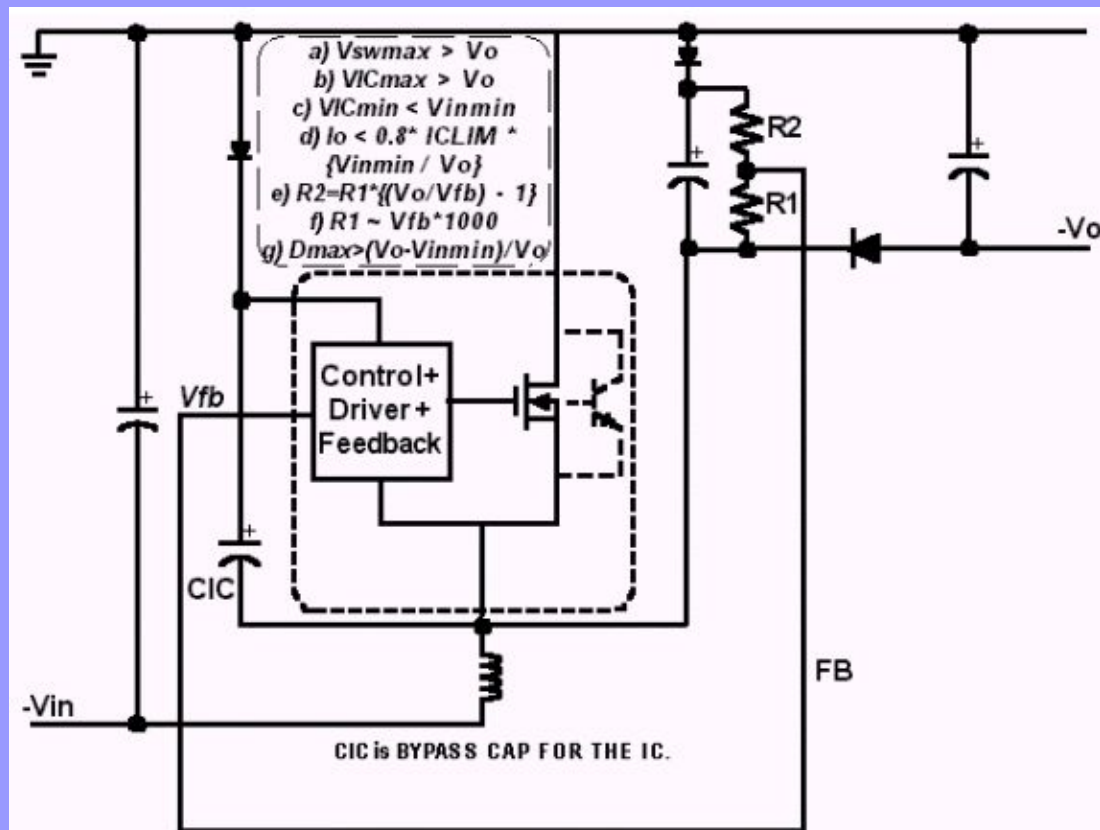 a) Vswmax > Vo
b) VICmax > Vo
c) VICmin < Vinmin
d) Io < 0.8* ICLIM *
{Vinmin / Vo}
e) R2=R1*{(Vo/Vfb) - 1}
f) R1 ~ Vfb*1000
g) Dmax>(Vo-Vinmin)/Vo
R2
R1
-Vo
+
+
+
+
Vfb
Control+
Driver+
Feedback
CIC
FB
-Vin
CIC is BYPASS CAP FOR THE IC.